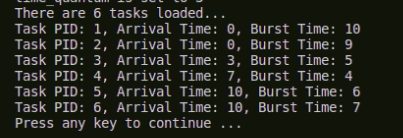 There are 6 tasks loaded...
Task PID: 1, Arrival Time: 0, Burst Time: 10
Task PID: 2, Arrival Time: 0, Burst Time: 9
Task PID: 3, Arrival Time: 3, Burst Time: 5
Task PID: 4, Arrival Time: 7, Burst Time: 4
Task PID: 5, Arrival Time: 10, Burst Time: 6
Task PID: 6, Arrival Time: 10, Burst Time: 7
Press any key to continue ...